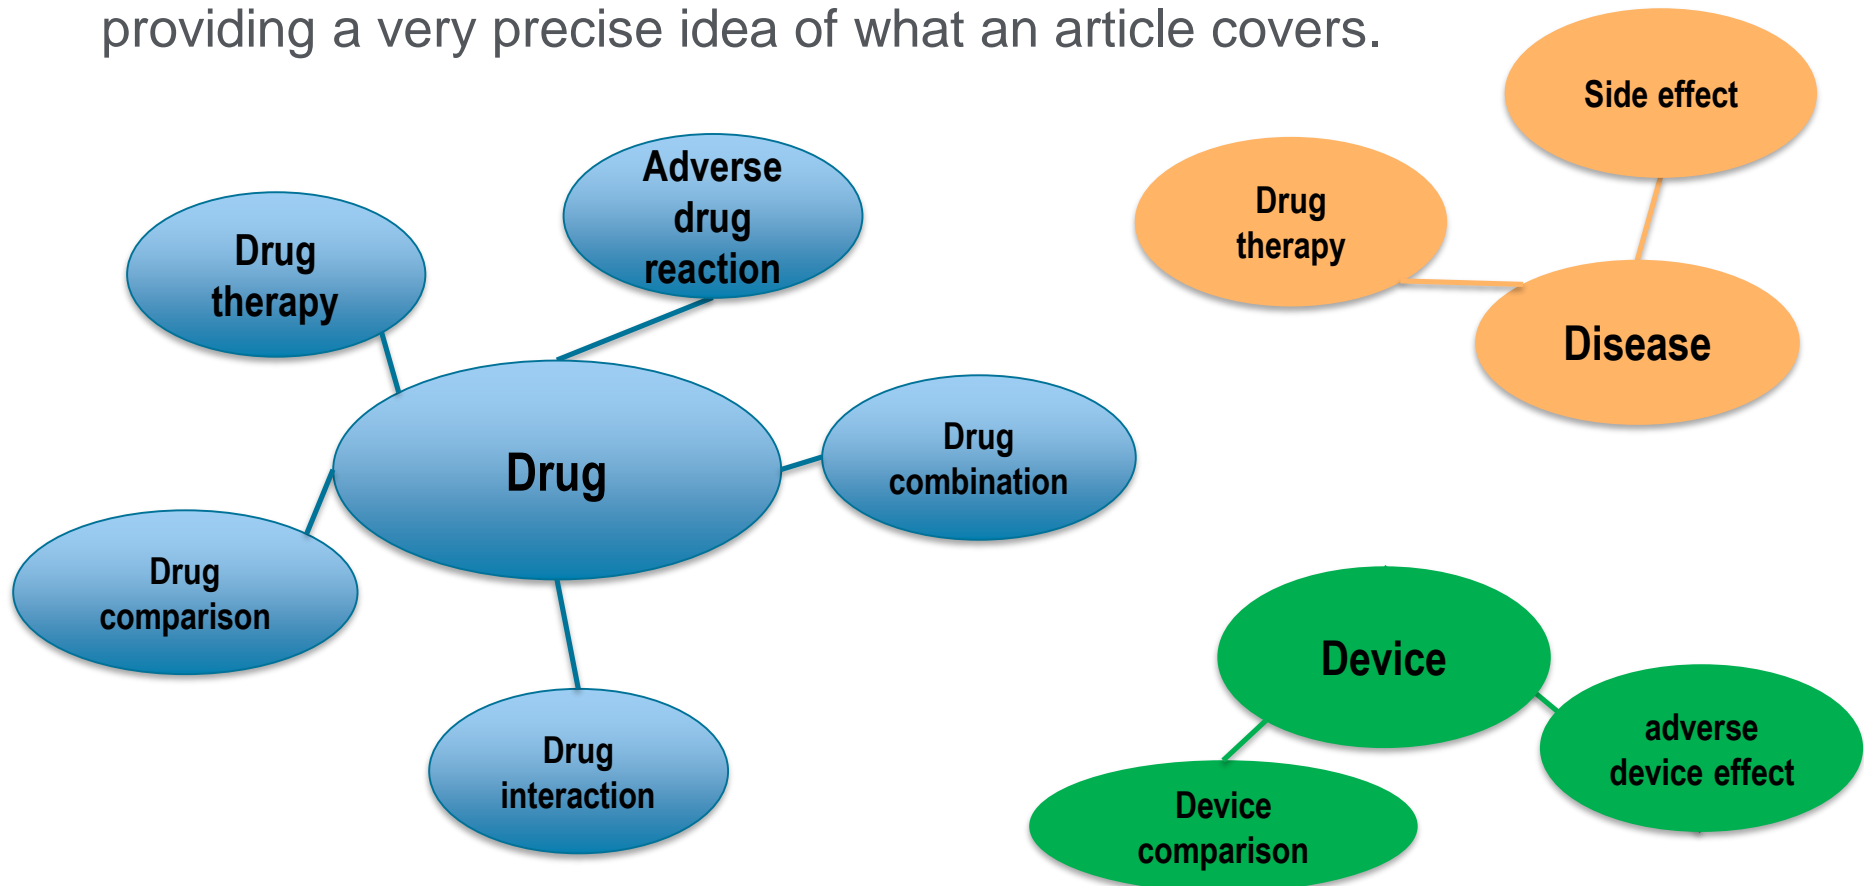 providing a very precise idea of what an article covers.
Side effect
Adverse
drug
reaction
Drug
therapy
Drug
therapy
Disease
Drug
Drug
combination
Drug
comparison
Drug
interaction
Device
adverse
device effect
Device
comparison